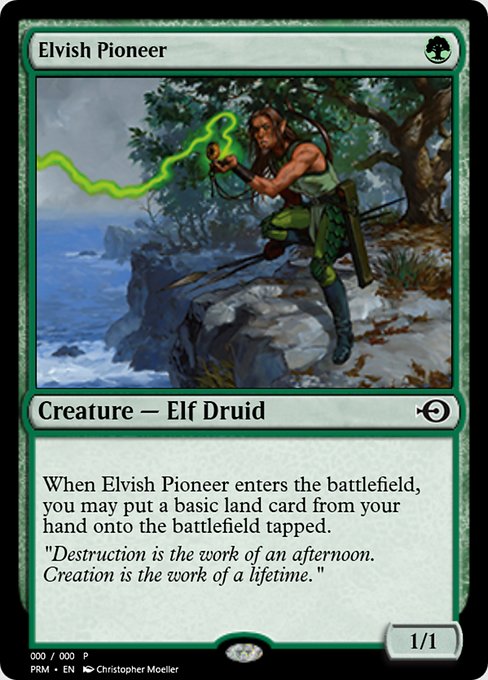 Elvish Pioneer
Creature — Elf Druid
When Elvish Pioneer enters the battlefield,
you may put a basic land card from your
hand onto the battlefield tapped.
"Destruction is the work of an afternoon.
Creation is the work of a lifetime."
1/1
000 / 000 P
PRM • EN Christopher Moeller